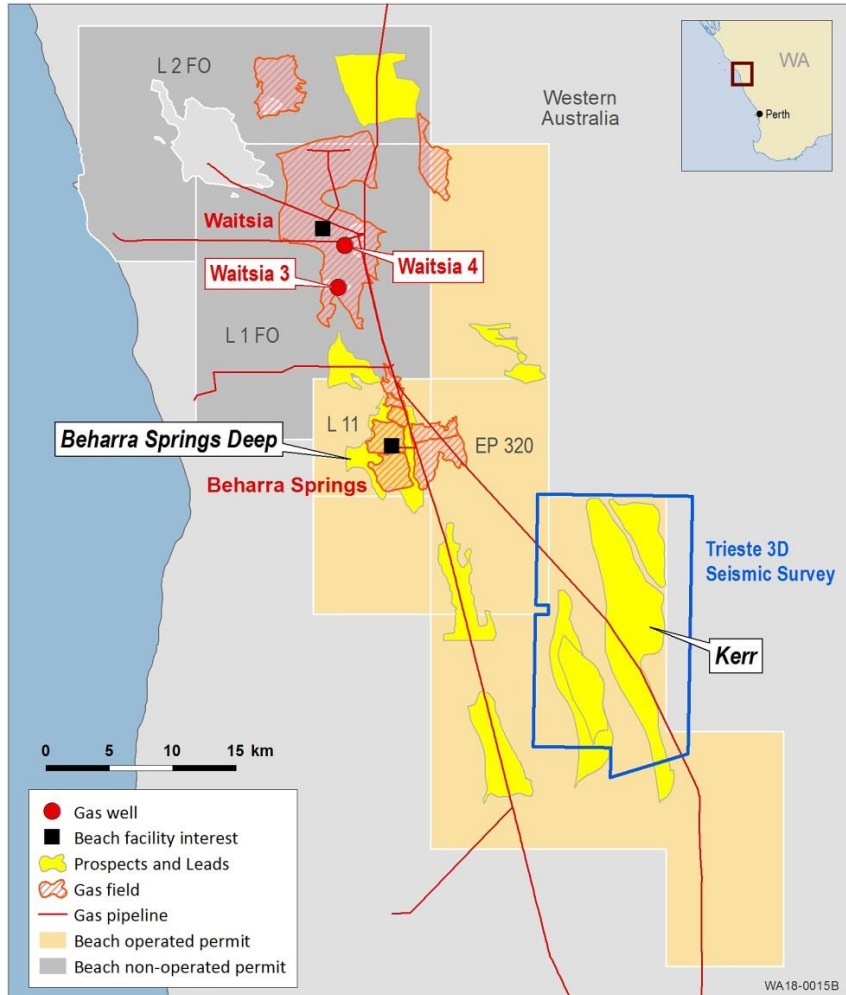 L 2 FO
Western
Australia
WA
Perth
Waitsia
Waitsia 4
Waitsia 3
L 1 FO
L 11
Beharra Springs Deep
EP 320
Beharra Springs
Trieste 3D
Seismic Survey
Kerr
0 5 10 15 km
Gas well
Beach facility interest
Prospects and Leads
Gas field
Gas pipeline
Beach operated permit
Beach non-operated permit
WA18-0015B